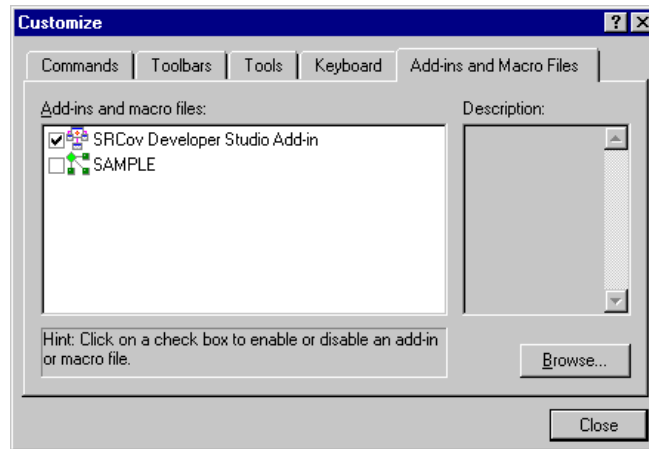 Customize
Commands
Toolbars
Tools
Keyboard
Add-ins and Macro Files
Add-ins and macro files:
Description:
SRCov Developer Studio Add-in
SAMPLE
Hint: Click on a check box to enable or disable an add-in
or macro file.
Browse...
Close